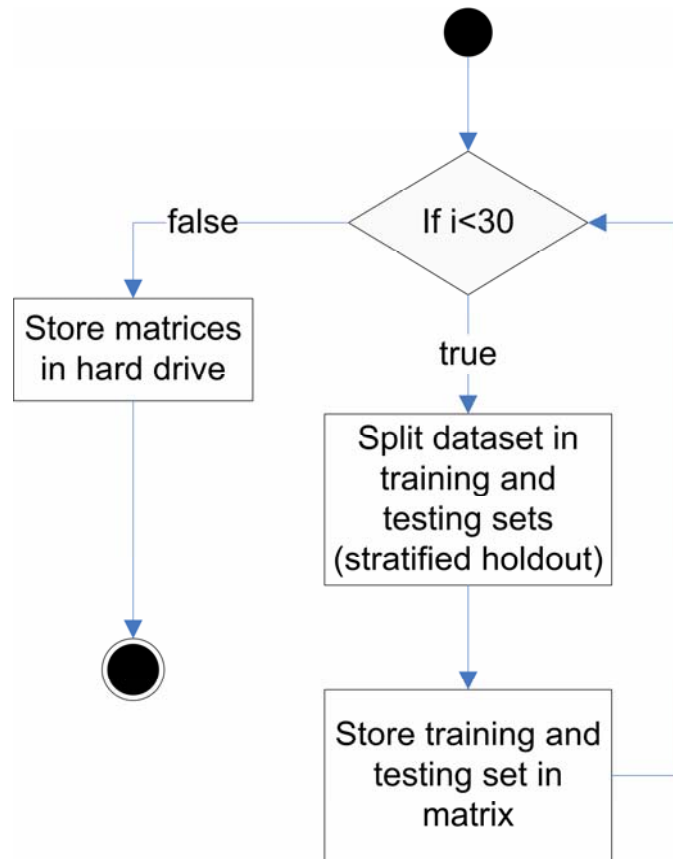 If i<30
false
Store matrices
in hard drive
true
Split dataset in
training and
testing sets
(stratified holdout)
Store training and
testing set in
matrix